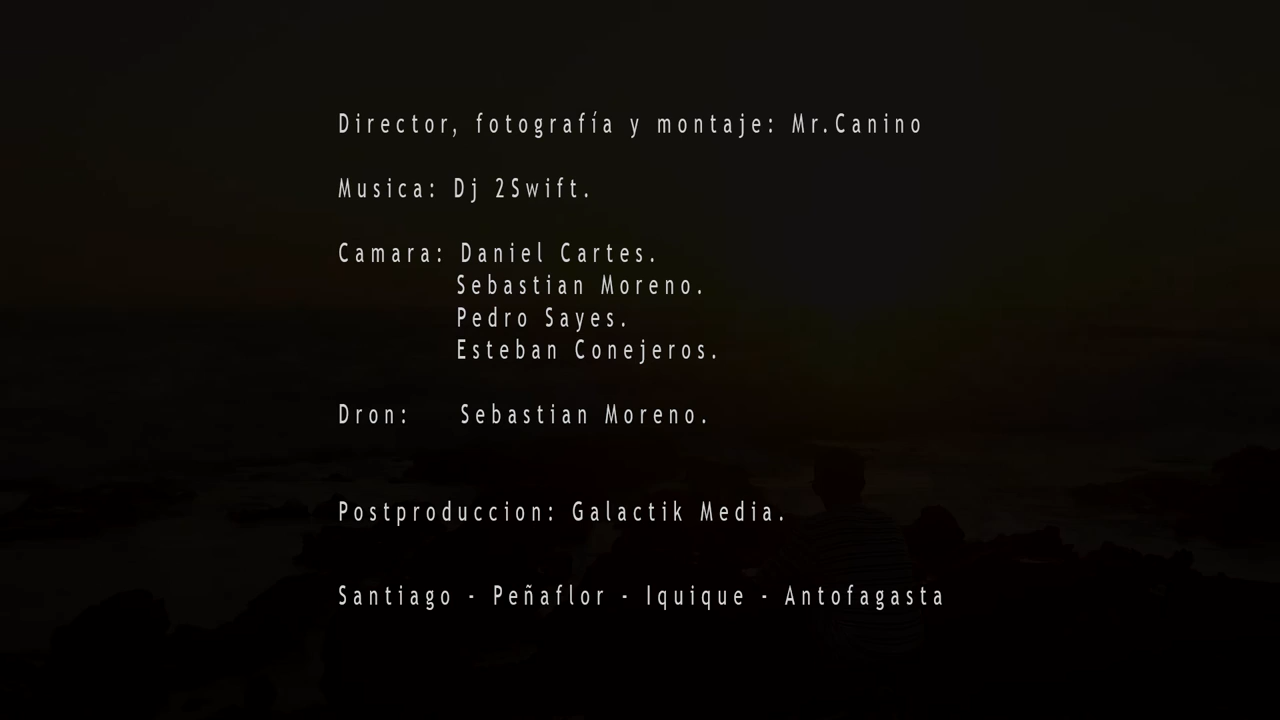 Director, fotografía y montaje: Mr.Canino
Musica: Dj 2Swift.
Camara: Daniel Cartes.
Sebastian Moreno.
Pedro Sayes.
Esteban Conejeros.
Dron: Sebastian Moreno.
Postproduccion: Galactik Media.
Santiago - Peñaflor - Iquique - Antofagasta